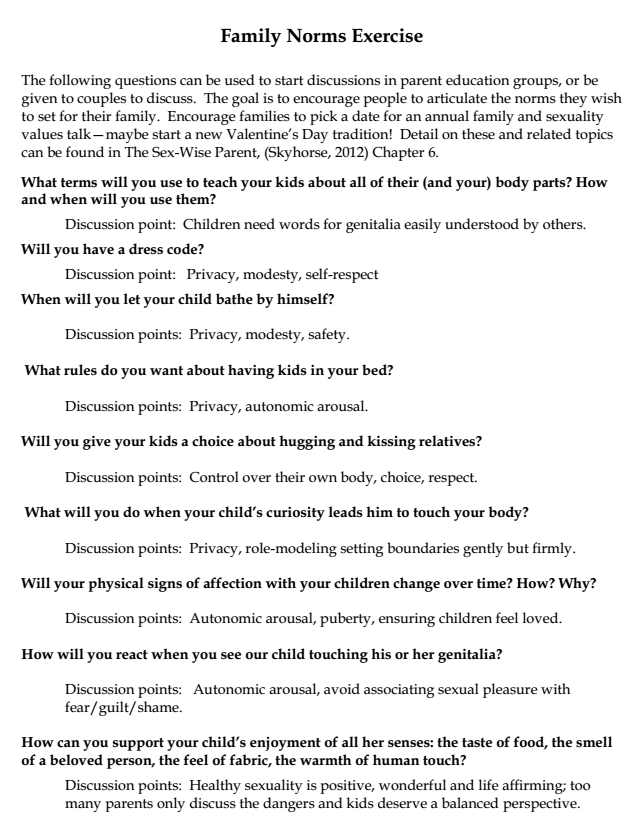 Family Norms Exercise
The following questions can be used to start discussions in parent education groups, or be
given to couples to discuss.  The goal is to encourage people to articulate the norms they wish
to set for their family.  Encourage families to pick a date for an annual family and sexuality
values talk—maybe start a new Valentine's Day tradition!  Detail on these and related topics
can be found in The Sex-Wise Parent, (Skyhorse, 2012) Chapter 6.
What terms will you use to teach your kids about all of their (and your) body parts? How
and when will you use them?
Discussion point:  Children need words for genitalia easily understood by others.
Will you have a dress code?
Discussion point:   Privacy, modesty, self-respect
When will you let your child bathe by himself?
Discussion points:  Privacy, modesty, safety.
What rules do you want about having kids in your bed?
Discussion points:  Privacy, autonomic arousal.
Will you give your kids a choice about hugging and kissing relatives?
Discussion points:  Control over their own body, choice, respect.
What will you do when your child's curiosity leads him to touch your body?
Discussion points:  Privacy, role-modeling setting boundaries gently but firmly.
Will your physical signs of affection with your children change over time? How? Why?
Discussion points:  Autonomic arousal, puberty, ensuring children feel loved.
How will you react when you see our child touching his or her genitalia?
Discussion points:   Autonomic arousal, avoid associating sexual pleasure with
fear/guilt/shame.
How can you support your child's enjoyment of all her senses: the taste of food, the smell
of a beloved person, the feel of fabric, the warmth of human touch?
Discussion points:  Healthy sexuality is positive, wonderful and life affirming; too
many parents only discuss the dangers and kids deserve a balanced perspective.